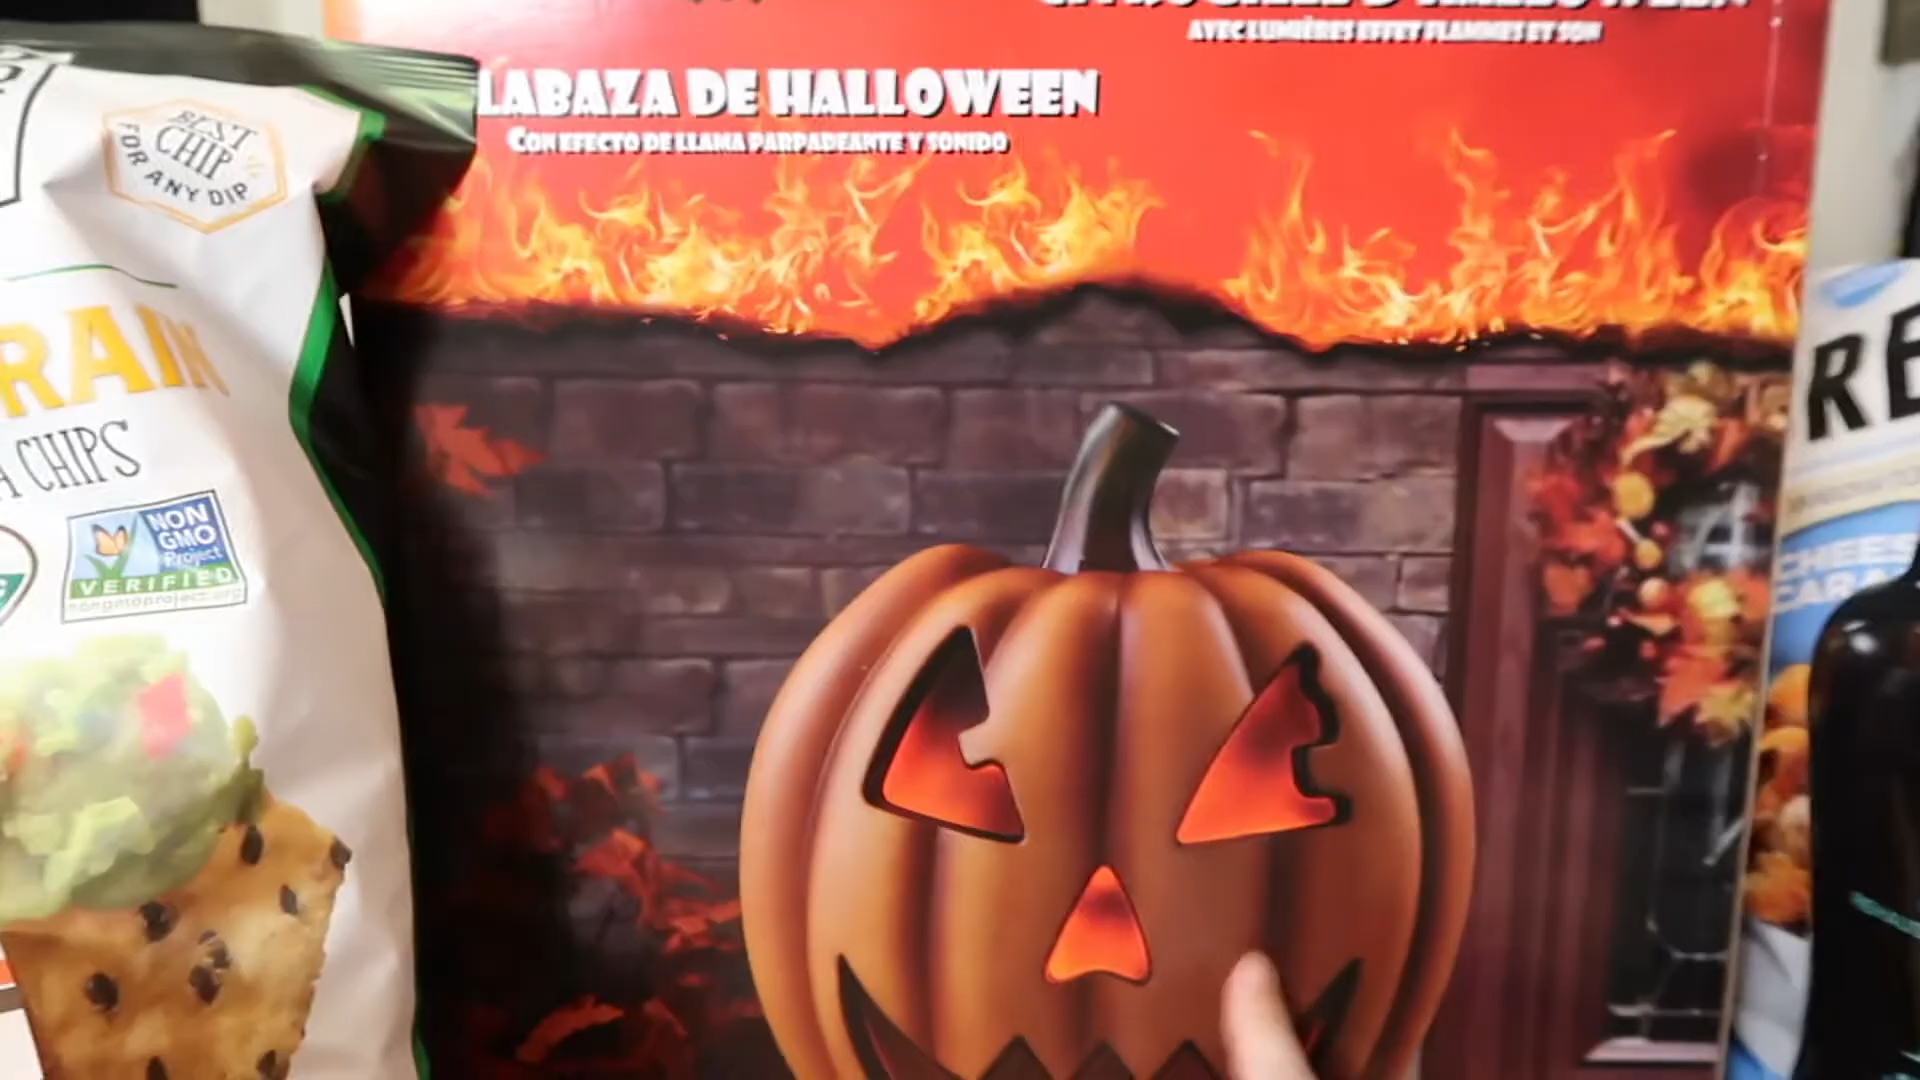 D'HALLOWEEN
AVEC LUMIÈRES EFFET FLAMMES ET SON
LABAZA DE HALLOWEEN
CON EFECTO DE LLAMA PARPADEANTE Y SONIDO
BEST
CHIP
FOR ANY DIP
RAIN
A CHIPS
NON
GMO
Project
VERIFIED
nongmoproject.org
RE
CHEES
CARA